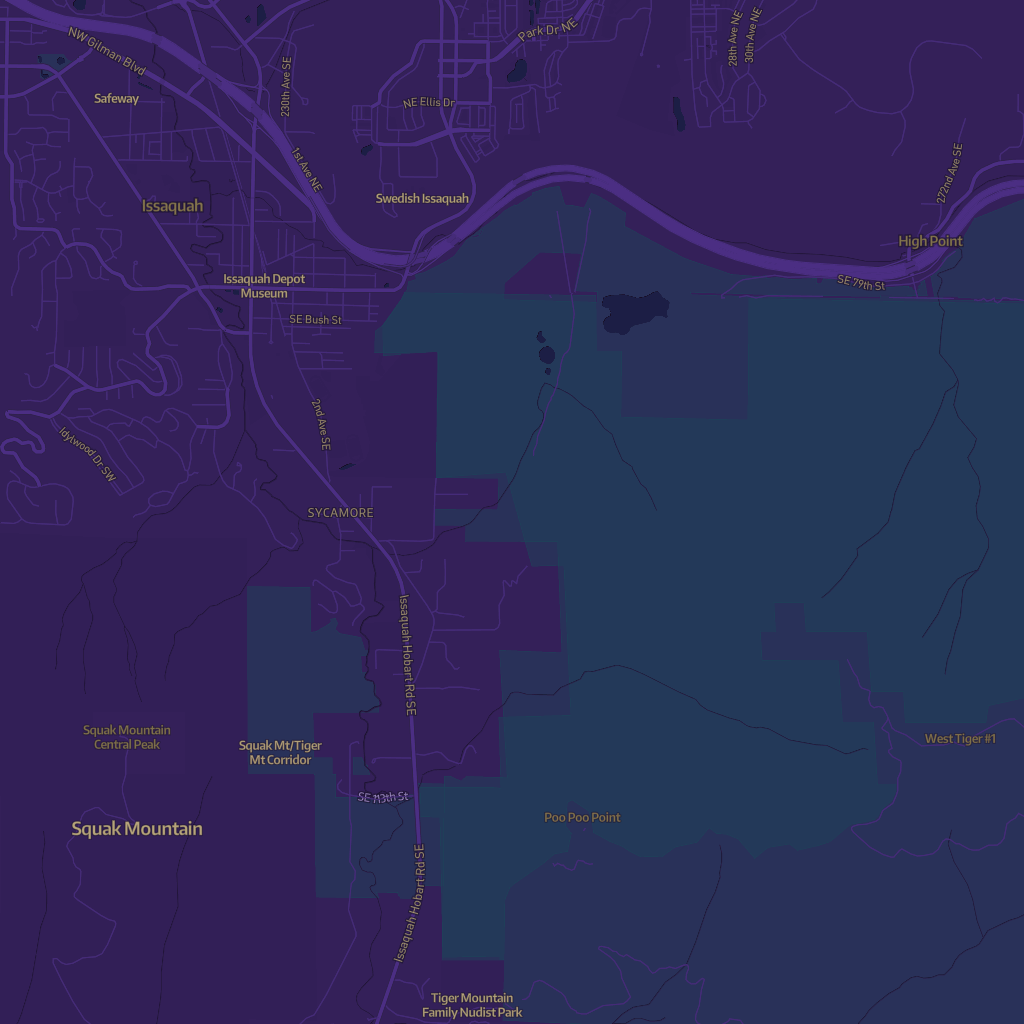 Park Dr NE
28th Ave NE
30th Ave NE
NW Gilman Blvd
230th Ave SE
Safeway
NE Ellis Dr
1st Ave NE
272nd Ave SE
Swedish Issaquah
Issaquah
High Point
Issaquah Depot
Museum
SE 79th St
SE Bush St
2nd Ave SE
Idylwood Dr SW
SYCAMORE
Issaquah Hobart Rd SE
Squak Mountain
Central Peak
Squak Mt/Tiger
Mt Corridor
West Tiger #1
SE 113th St
Poo Poo Point
Squak Mountain
Issaquah Hobart Rd SE
Tiger Mountain
Family Nudist Park